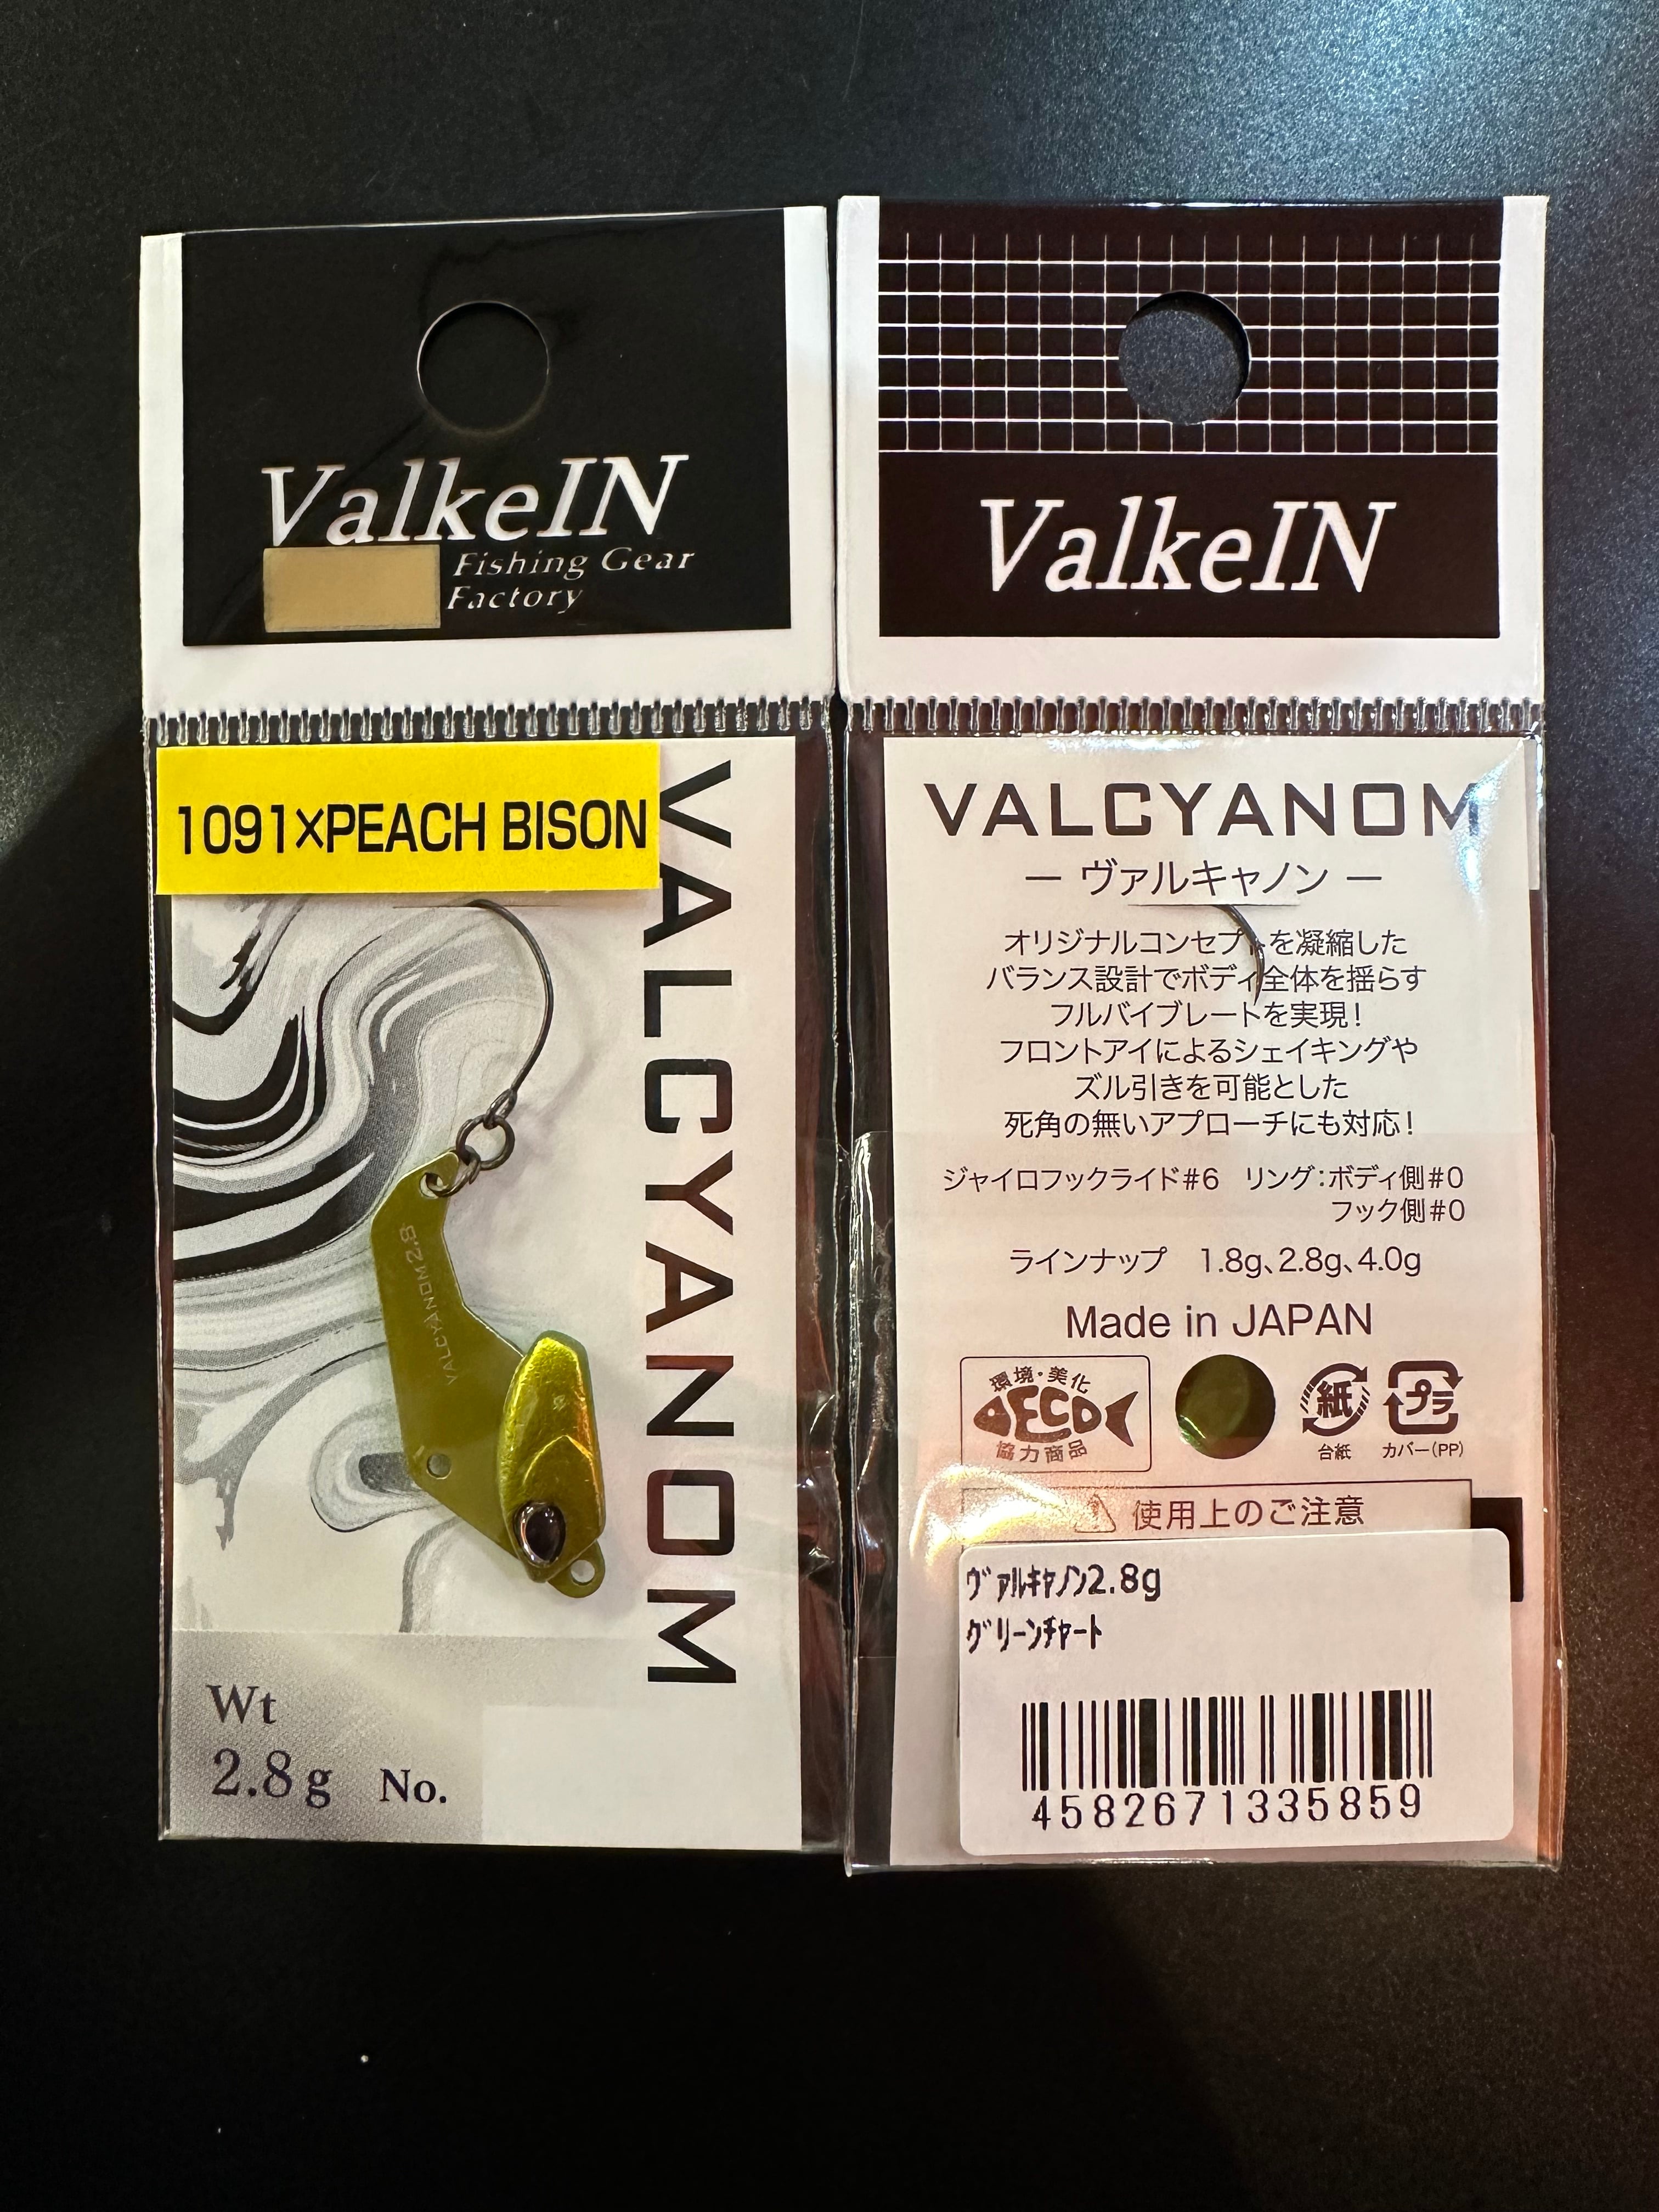 ValkeIN
Fishing Gear
Factory
1091×PEACH BISON
VALCYANOM
VALCYANOM2.8
Wt
2.8g No.
ValkeIN
VALCYANOM
― ヴァルキャノン ―
オリジナルコンセプトを凝縮した
バランス設計でボディ全体を揺らす
フルバイブレートを実現!
フロントアイによるシェイキングや
ズル引きを可能とした
死角の無いアプローチにも対応!
ジャイロフックライド#6 リング:ボディ側#0
フック側#0
ラインナップ 1.8g、2.8g、4.0g
Made in JAPAN
環境・美化
ECO
協力商品
紙
台紙
プラ
カバー(PP)
使用上のご注意
ヴァルキャノン2.8g
グリーンチャート
4582671335859